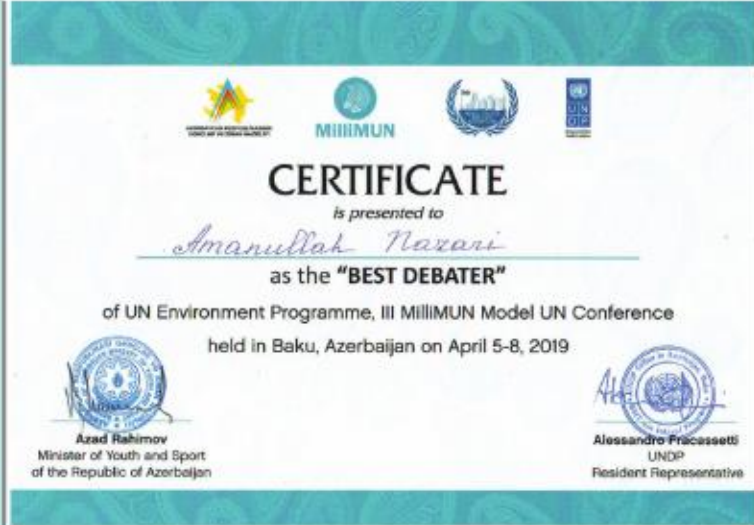 MilliMUN
UN
DP
CERTIFICATE
is presented to
Amanullah Nazari
as the "BEST DEBATER"
of UN Environment Programme, III MilliMUN Model UN Conference
held in Baku, Azerbaijan on April 5-8, 2019
Azad Rahimov
Minister of Youth and Sport
of the Republic of Azerbaijan
Alessandro Fracassetti
UNDP
Resident Representative